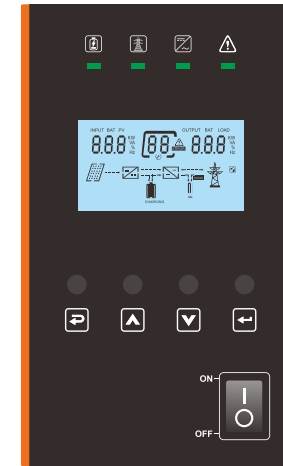 INPUT BAT PV OUTPUT BAT LOAD
8.8.8 KW VA % Hz 88 8.8.8 KW VA % Hz
CHARGING
ON
OFF